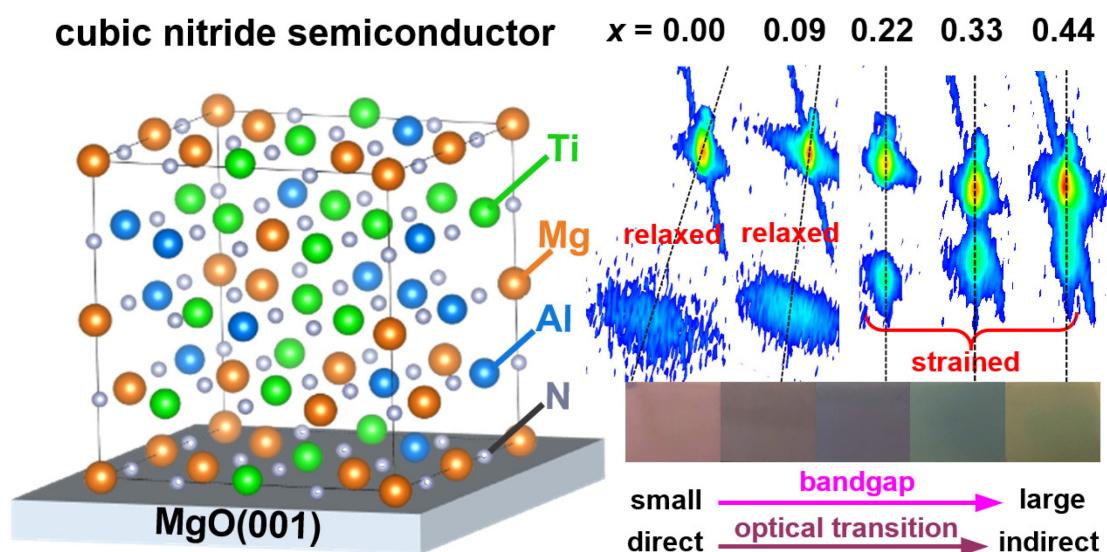 cubic nitride semiconductor
x = 0.00 0.09 0.22 0.33 0.44
Ti
Mg
Al
N
MgO(001)
relaxed relaxed
strained
bandgap
small large
optical transition
direct indirect